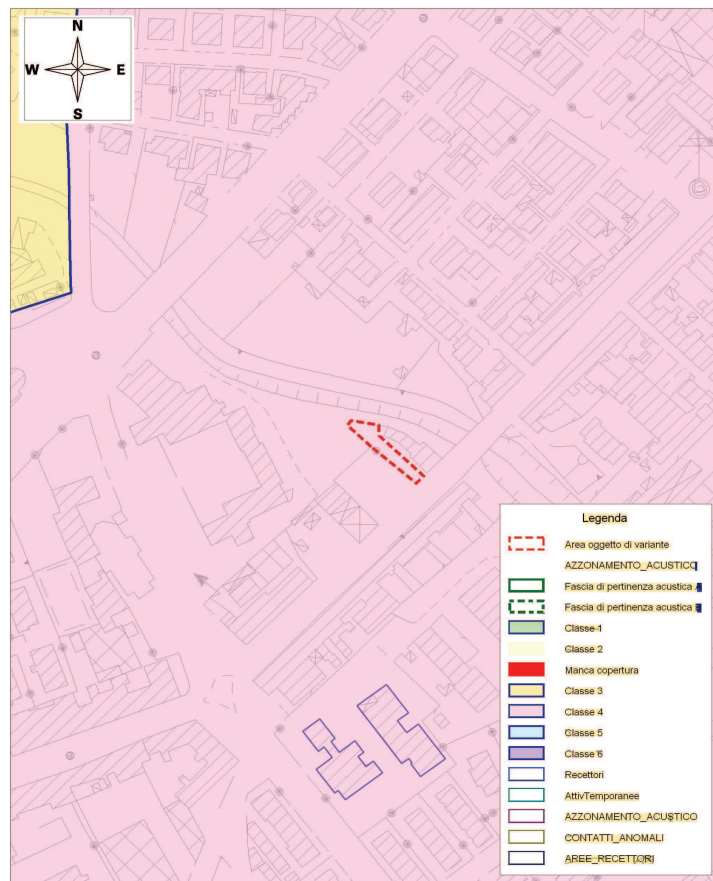 N
W E
S
Legenda
Area oggetto di variante
AZZONAMENTO_ACUSTICO
Fascia di pertinenza acustica A
Fascia di pertinenza acustica B
Classe 1
Classe 2
Manca copertura
Classe 3
Classe 4
Classe 5
Classe 6
Recettori
AttivTemporanee
AZZONAMENTO_ACUSTICO
CONTATTI_ANOMALI
AREE_RECETTORI